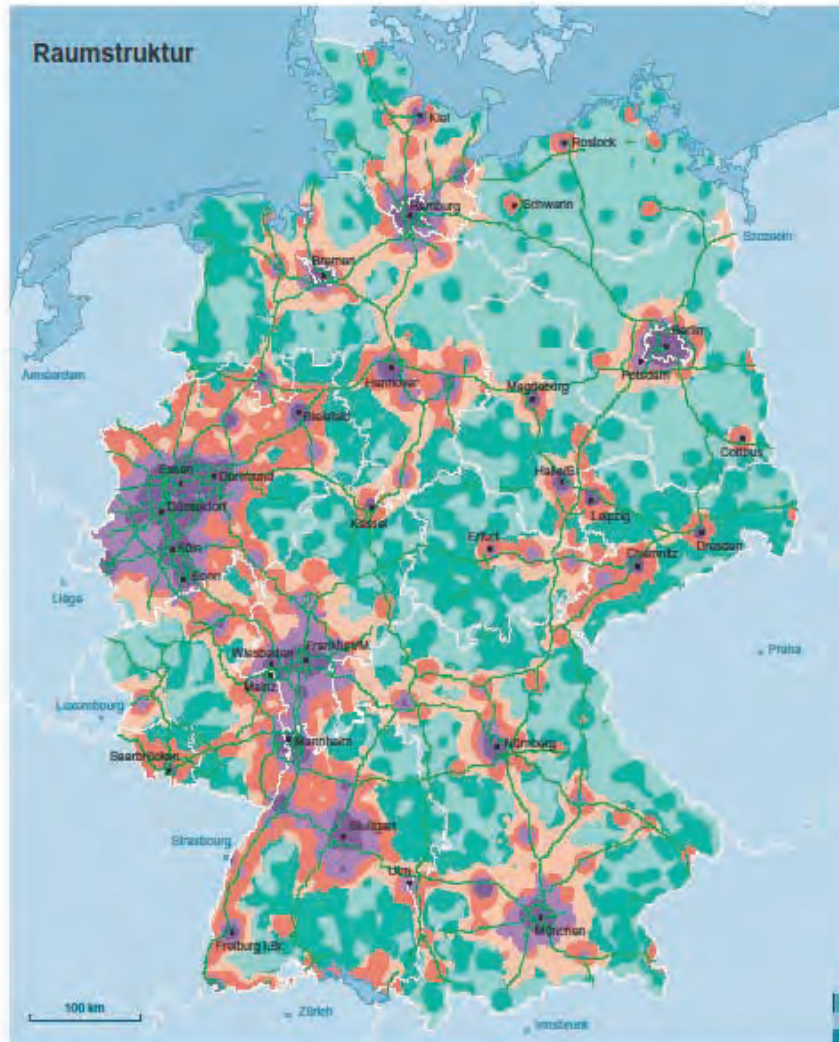 Raumstruktur
Kiel
Rostock
Hamburg
Schwerin
Szczecin
Bremen
Berlin
Amsterdam
Hannover
Potsdam
Magdeburg
Bielefeld
Cottbus
Essen
Dortmund
Halle/S.
Düsseldorf
Leipzig
Kassel
Dresden
Erfurt
Köln
Chemnitz
Bonn
Liège
Wiesbaden
Frankfurt/M.
Praha
Mainz
Luxembourg
Mannheim
Nürnberg
Saarbrücken
Stuttgart
Strasbourg
Ulm
München
Freiburg i.Br.
100 km
Zürich
Innsbruck